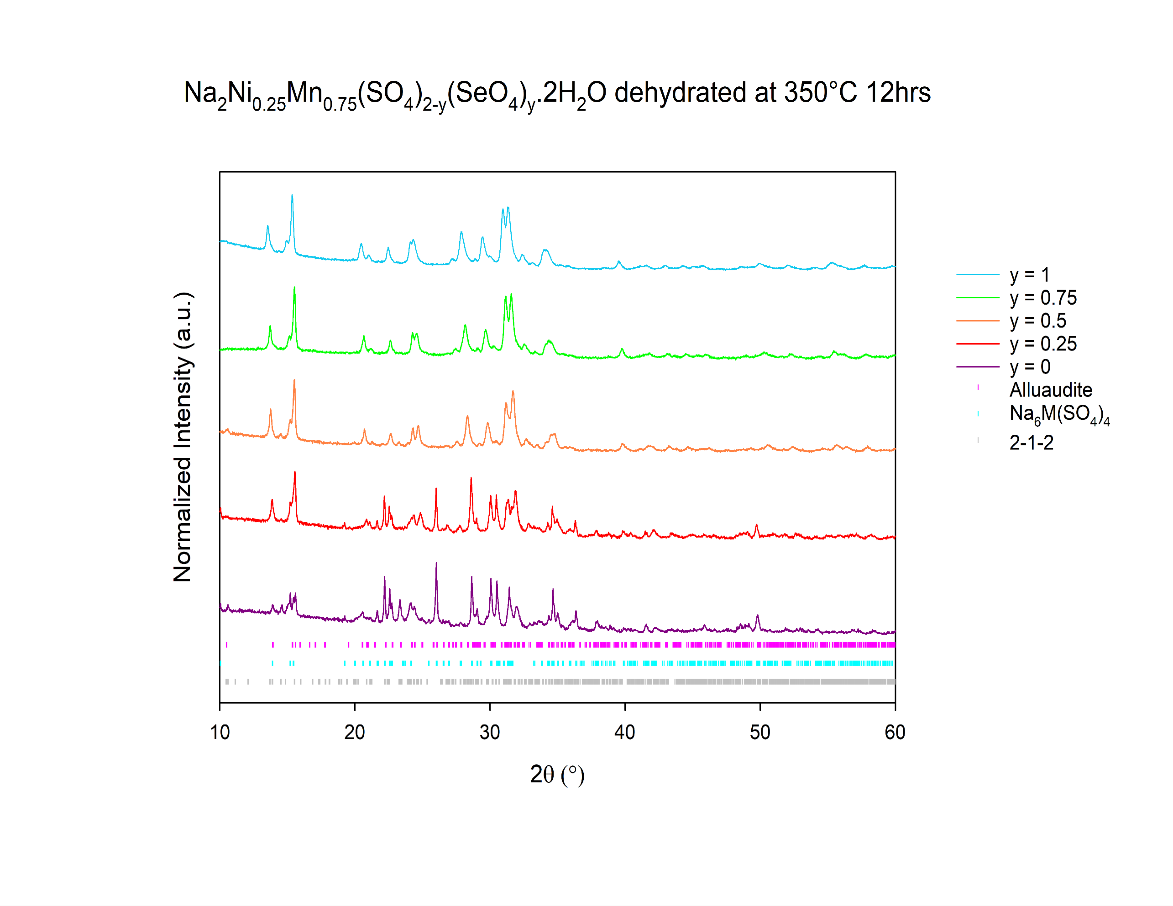 Na2Ni0.25Mn0.75(SO4)2-y(SeO4)y.2H2O dehydrated at 350°C 12hrs
Normalized Intensity (a.u.)
y = 1
y = 0.75
y = 0.5
y = 0.25
y = 0
Alluaudite
Na6M(SO4)4
2-1-2
10 20 30 40 50 60
2θ (°)